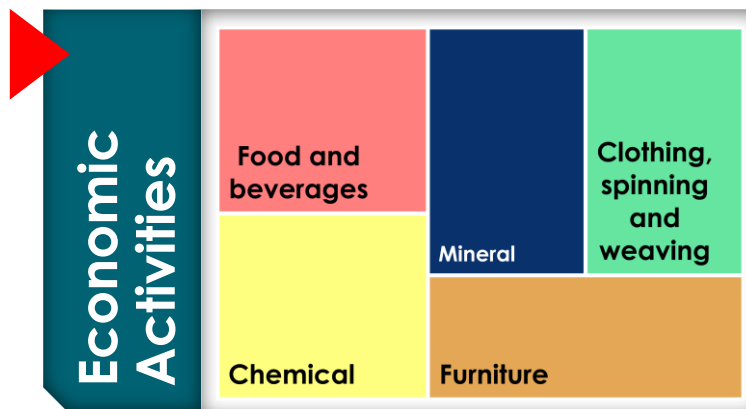 Economic
Activities
Food and
beverages
Mineral
Clothing,
spinning
and
weaving
Chemical
Furniture